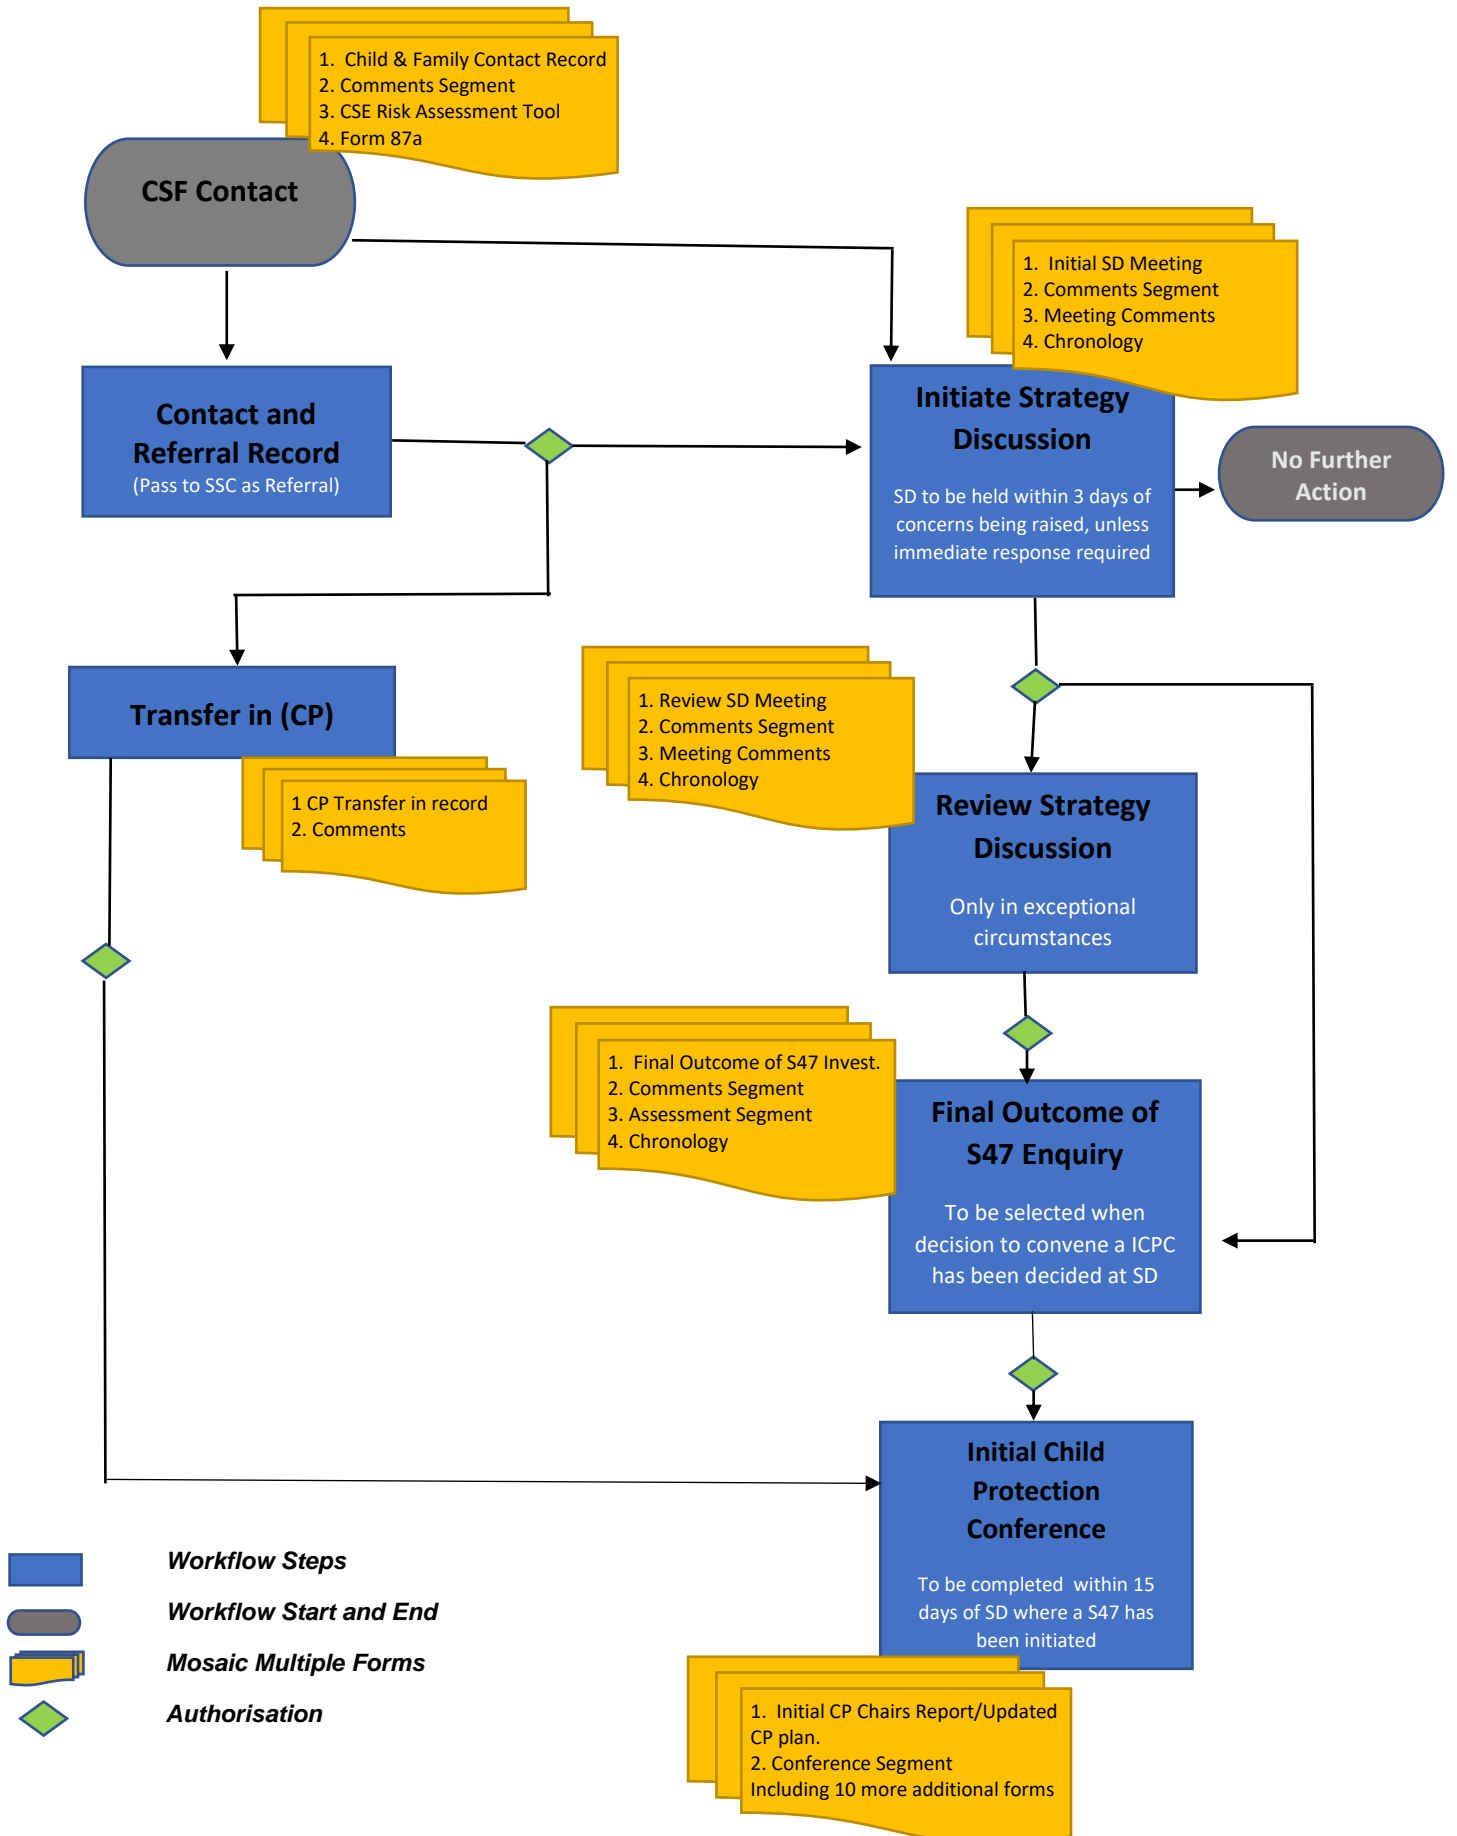 1. Child & Family Contact Record
2. Comments Segment
3. CSE Risk Assessment Tool
4. Form 87a
CSF Contact
1. Initial SD Meeting
2. Comments Segment
3. Meeting Comments
4. Chronology
Contact and
Referral Record
(Pass to SSC as Referral)
Initiate Strategy
Discussion
SD to be held within 3 days of
concerns being raised, unless
immediate response required
No Further
Action
Transfer in (CP)
1 CP Transfer in record
2. Comments
1. Review SD Meeting
2. Comments Segment
3. Meeting Comments
4. Chronology
Review Strategy
Discussion
Only in exceptional
circumstances
1. Final Outcome of S47 Invest.
2. Comments Segment
3. Assessment Segment
4. Chronology
Final Outcome of
S47 Enquiry
To be selected when
decision to convene a ICPC
has been decided at SD
Initial Child
Protection
Conference
To be completed within 15
days of SD where a S47 has
been initiated
1. Initial CP Chairs Report/Updated
CP plan.
2. Conference Segment
Including 10 more additional forms
Workflow Steps
Workflow Start and End
Mosaic Multiple Forms
Authorisation